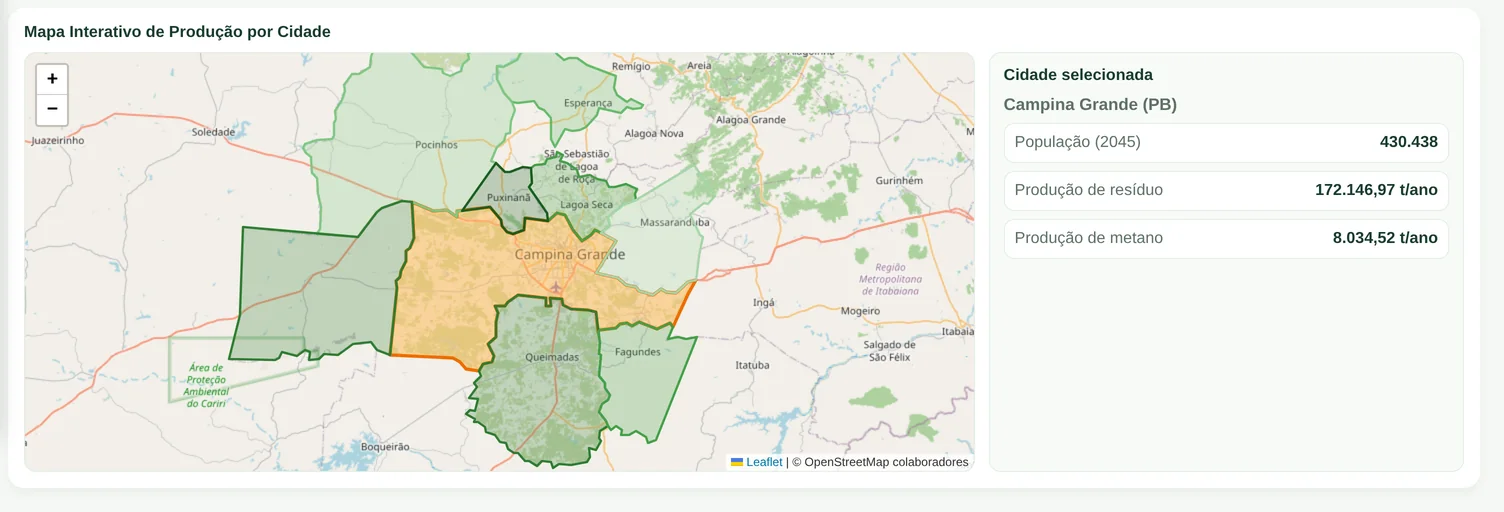 Mapa Interativo de Produção por Cidade
+
−
Remígio
Areia
Esperança
Alagoa Nova
Alagoa Grande
Soledade
Juazeirinho
Pocinhos
São Sebastião
de Lagoa
de Roça
Gurinhém
Puxinanã
Lagoa Seca
Massaranduba
Campina Grande
Região
Metropolitana
de Itabaiana
Ingá
Mogeiro
Itabaia
Salgado de
São Félix
Queimadas
Fagundes
Itatuba
Área de
Proteção
Ambiental
do Cariri
Boqueirão
Leaflet | © OpenStreetMap colaboradores
Cidade selecionada
Campina Grande (PB)
População (2045) 430.438
Produção de resíduo 172.146,97 t/ano
Produção de metano 8.034,52 t/ano